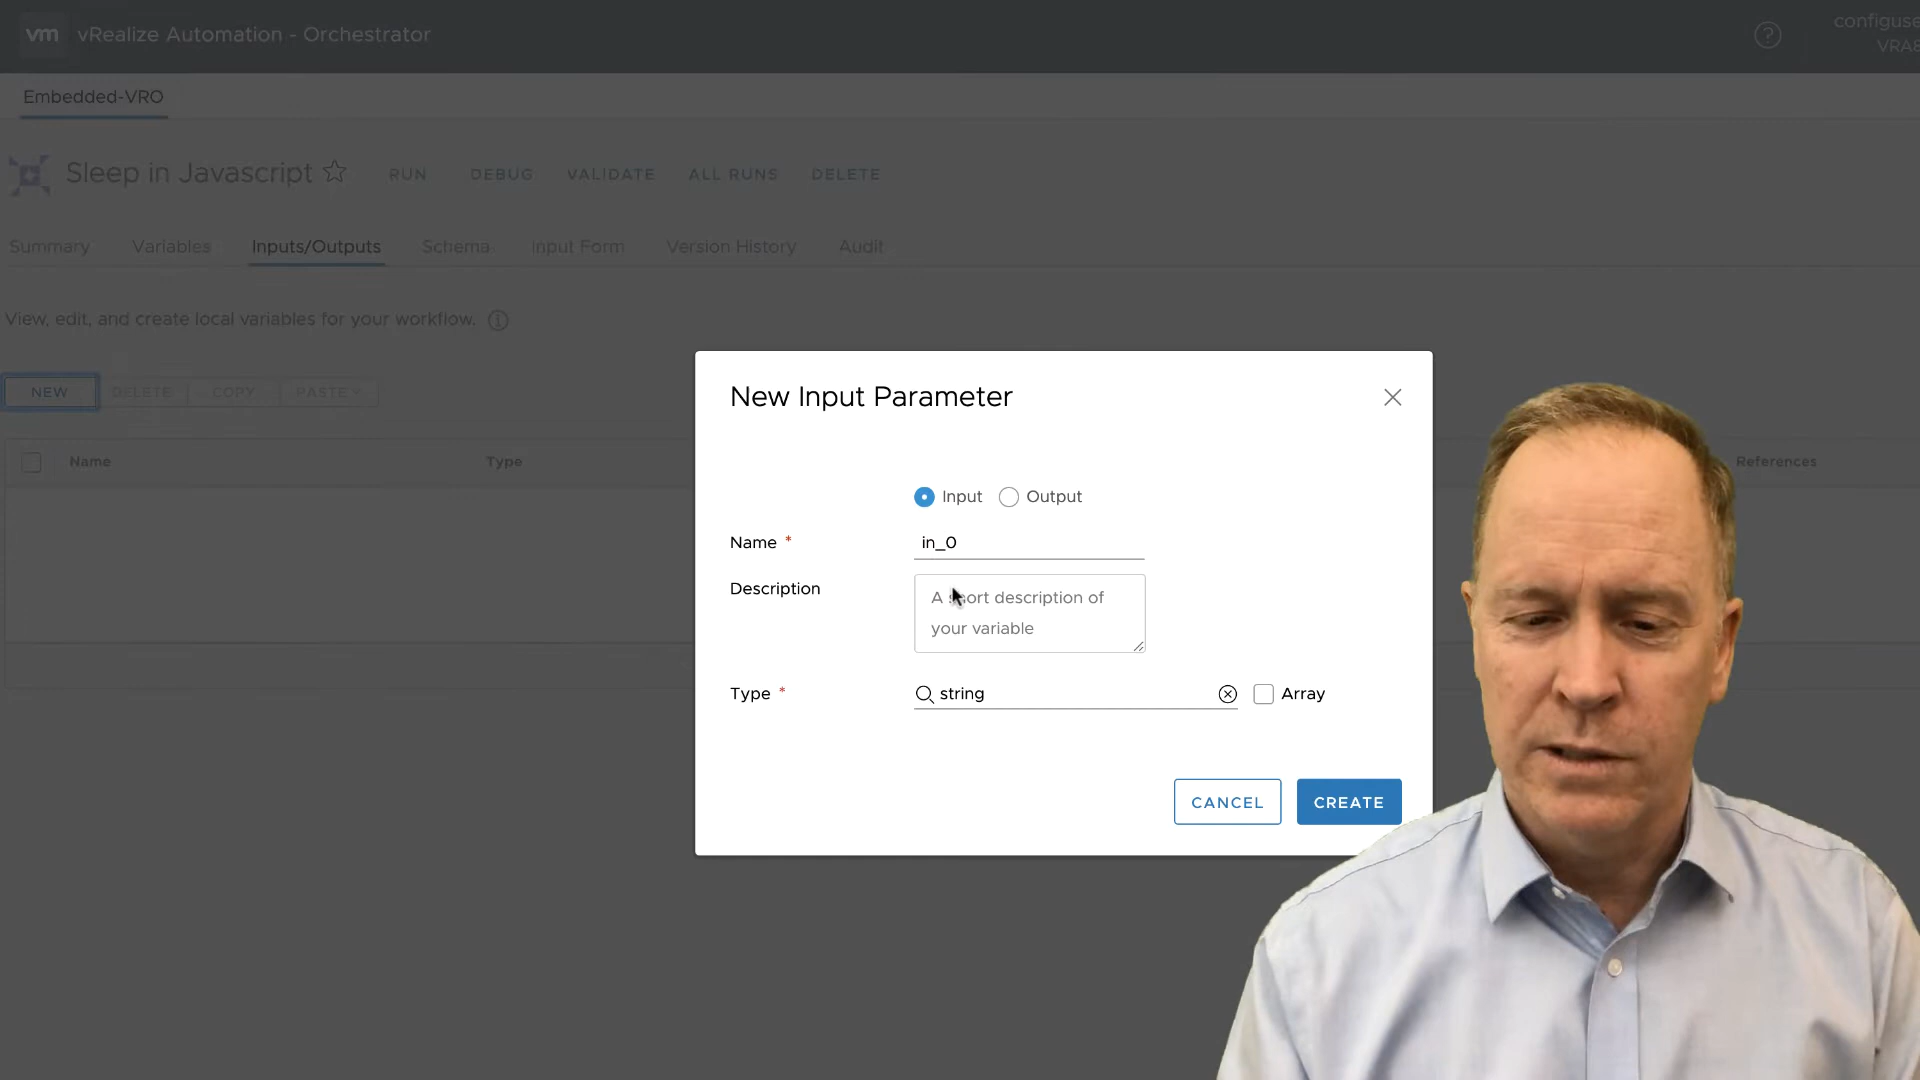 vm vRealize Automation - Orchestrator
configuse
VRA8
Embedded-VRO
Sleep in Javascript RUN DEBUG VALIDATE ALL RUNS DELETE
Summary Variables Inputs/Outputs Schema Input Form Version History Audit
View, edit, and create local variables for your workflow.
NEW DELETE COPY PASTE
Name Type References
New Input Parameter
Input Output
Name * in_0
Description A short description of
your variable
Type * string Array
CANCEL CREATE